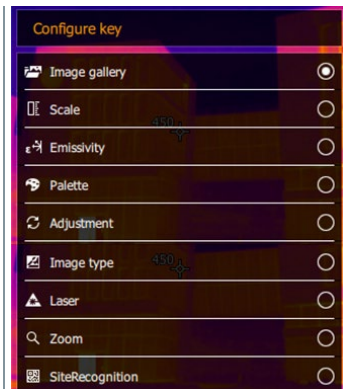 Configure key
Image gallery
Scale
450
Emissivity
Palette
Adjustment
Image type
450
Laser
Zoom
SiteRecognition